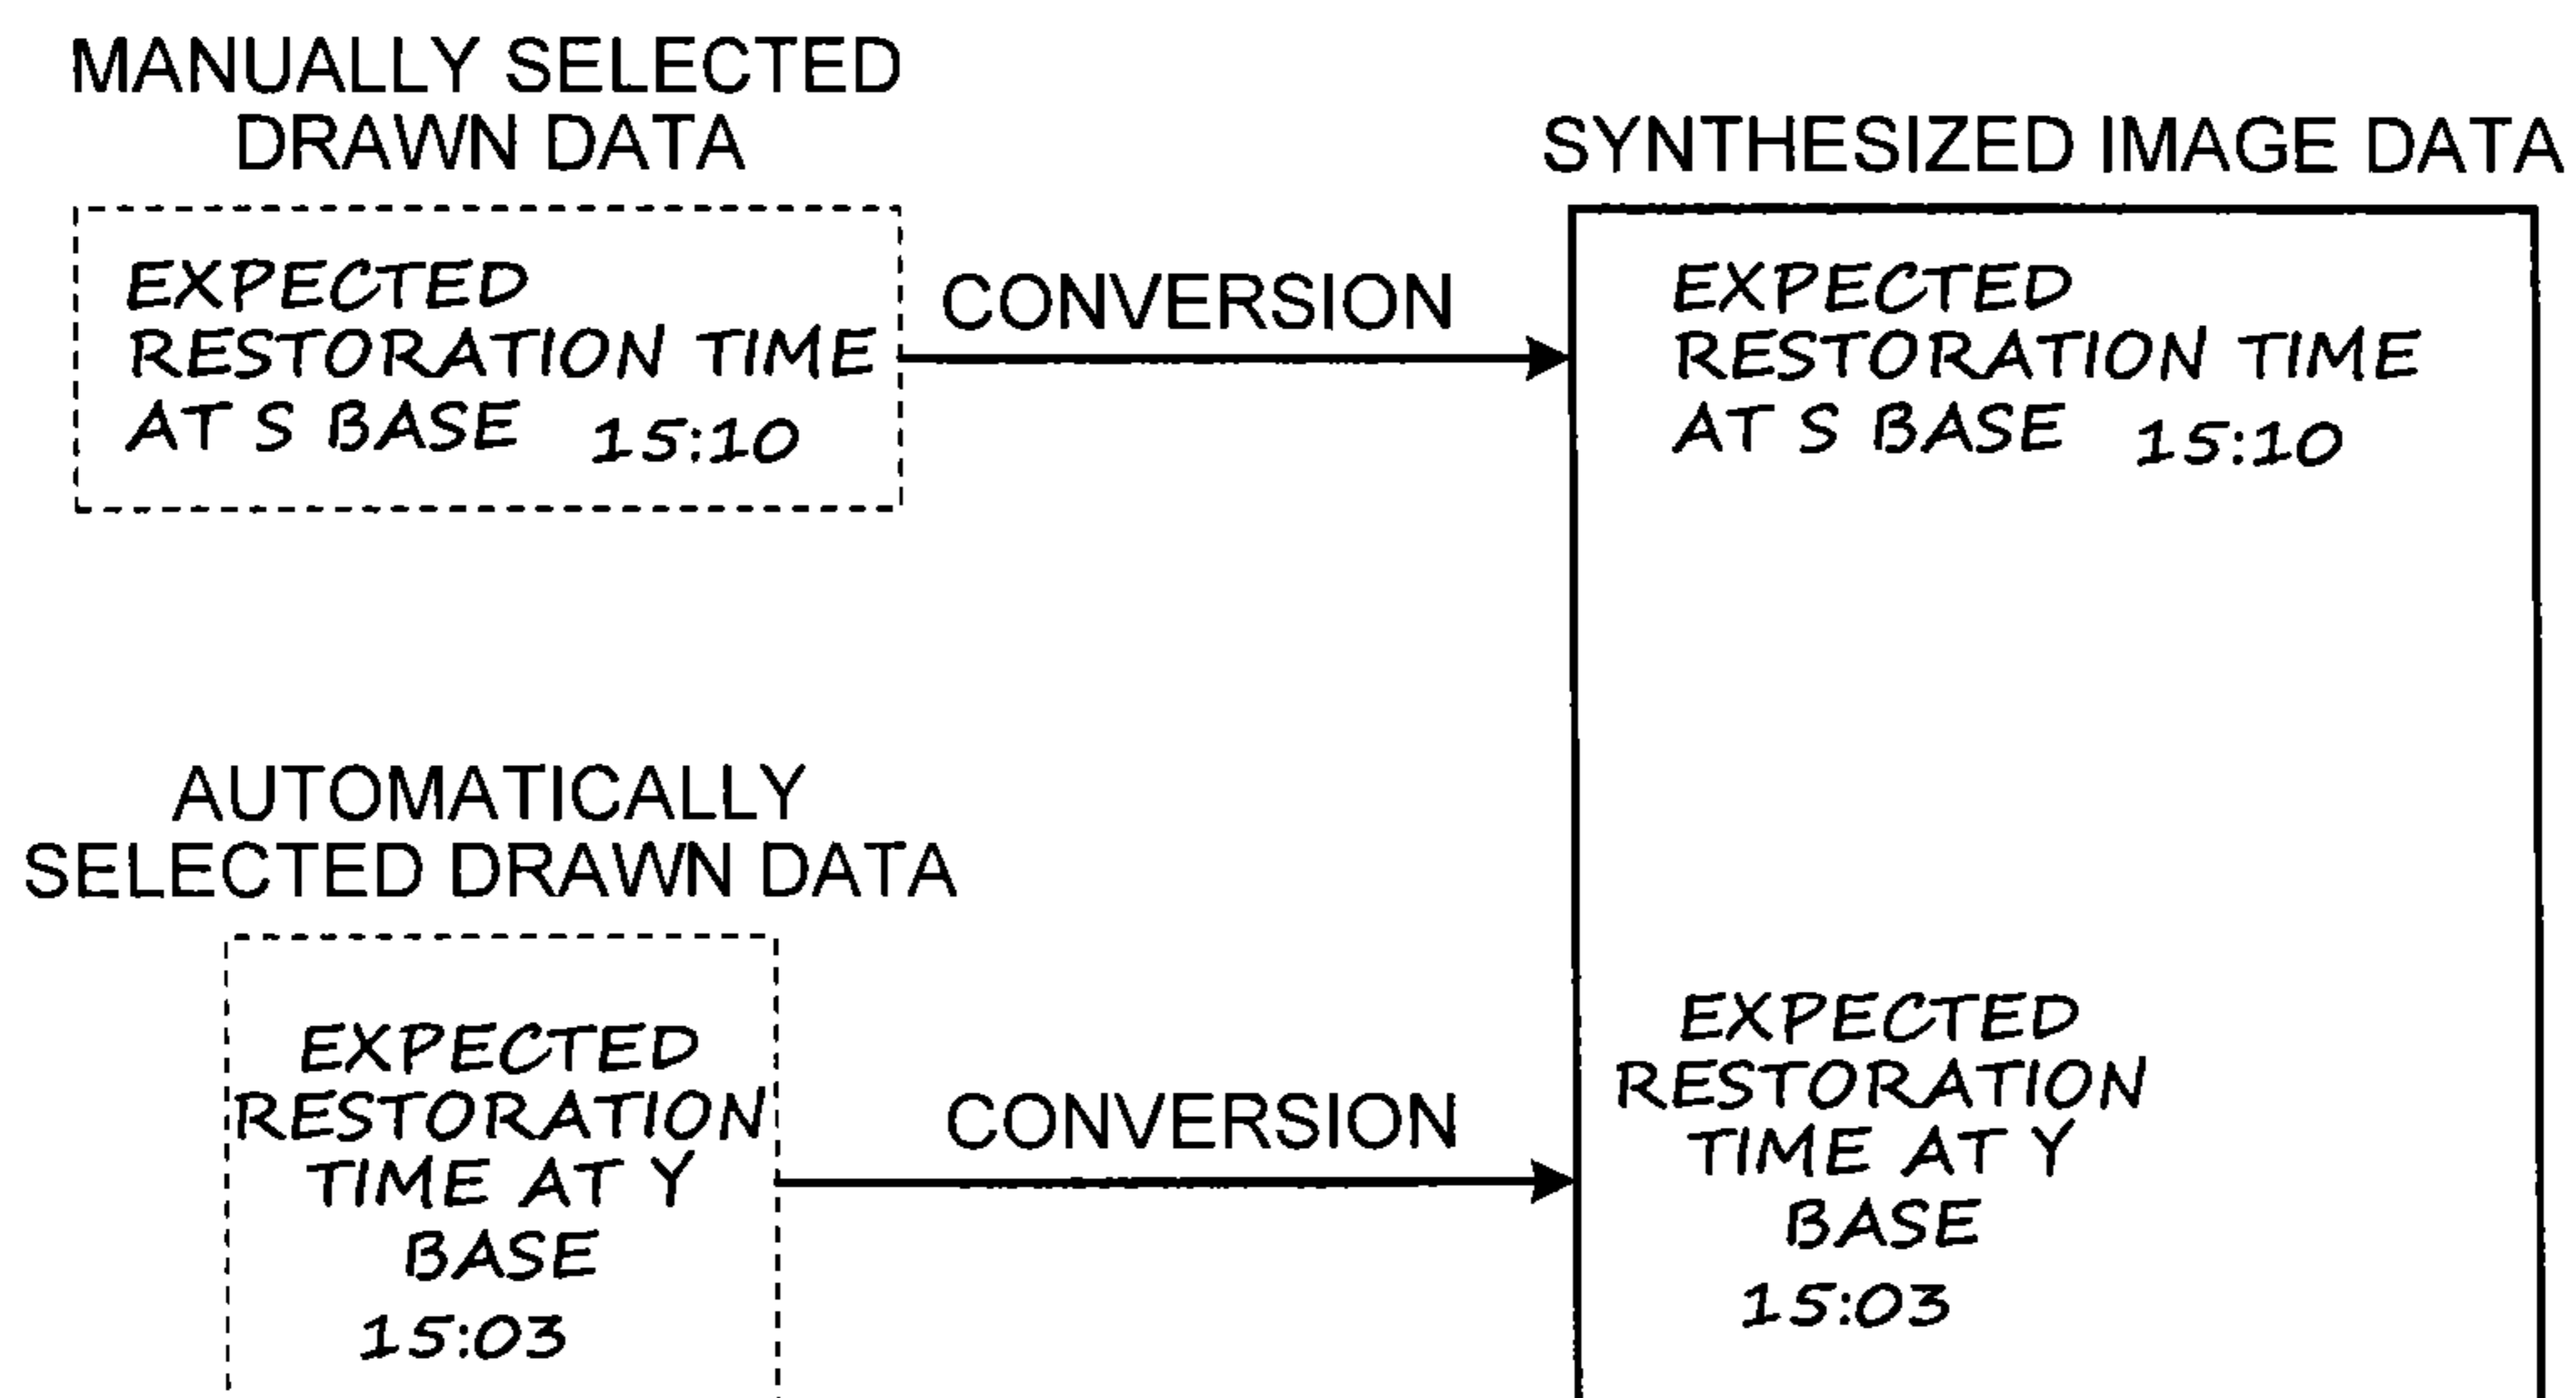 MANUALLY SELECTED
DRAWN DATA
EXPECTED
RESTORATION TIME
AT S BASE 15:10
CONVERSION
SYNTHESIZED IMAGE DATA
EXPECTED
RESTORATION TIME
AT S BASE 15:10
AUTOMATICALLY
SELECTED DRAWN DATA
EXPECTED
RESTORATION
TIME AT Y
BASE
15:03
CONVERSION
EXPECTED
RESTORATION
TIME AT Y
BASE
15:03